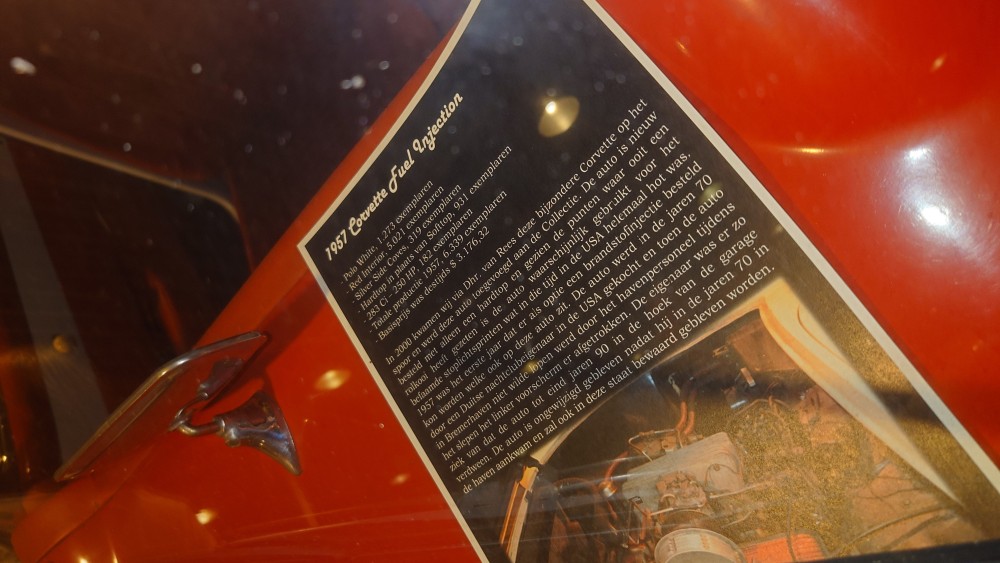 1957 Corvette Fuel Injection
Polo White, 1.273 exemplaren
Red Interior, 5.021 exemplaren
Silver Side Coves, 319 exemplaren
Hardtop in plaats van Softtop, 931 exemplaren
283 Ci / 250 HP, 182 exemplaren
Totale productie 1957, 6.339 exemplaren
Basisprijs was destijds $ 3.176.32
In 2000 kwamen wij via Dhr. van Rees deze bijzondere Corvette op het
spoor en werd deze auto toegevoegd aan de Collectie. De auto is nieuw
besteld met alleen een hardtop en gezien de punten waar ooit een
rolkooi heeft gezeten is de auto waarschijnlijk gebruikt voor het
befaamde stoplichtsprinten wat in die tijd in de USA helemaal hot was.
1957 was het eerste jaar dat er als optie een brandstofinjectie besteld
kon worden welke ook op deze auto zit. De auto werd in de jaren 70
door een Duitse nachtclubeigenaar in de USA gekocht en toen de auto
in Bremerhaven niet wilde lopen werd door het havenpersoneel tijdens
het slepen het linker voorscherm er afgetrokken. De eigenaar was er zo
ziek van dat de auto tot eind jaren 90 in de hoek van de garage
verdween. De auto is ongewijzigd gebleven nadat hij in de jaren 70 in
de haven aankwam en zal ook in deze staat bewaard gebleven worden.